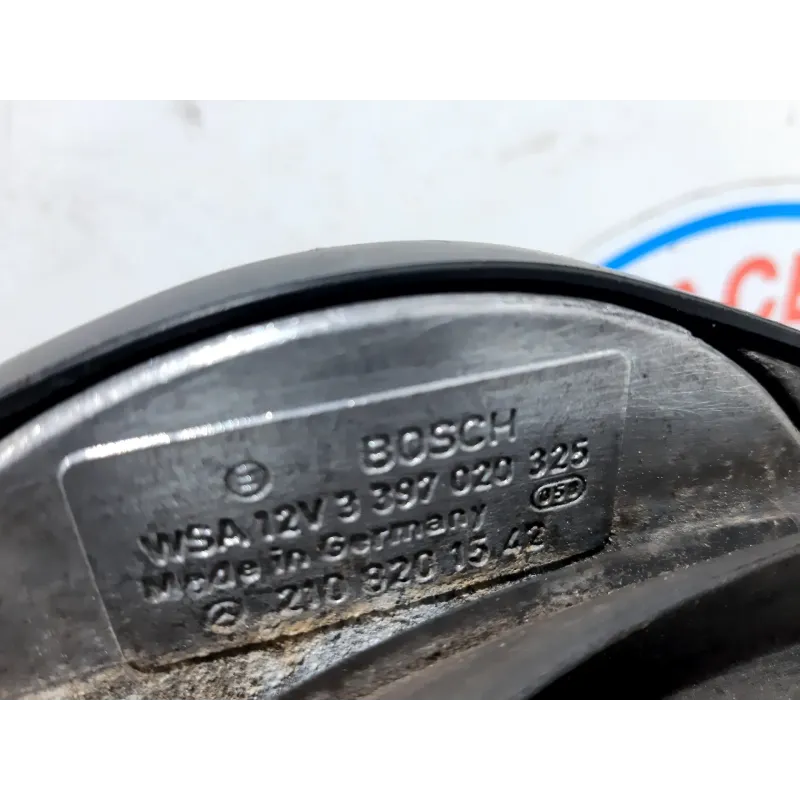 BOSCH
WSA 12V 3 397 020 325
Made in Germany
210 820 15 42